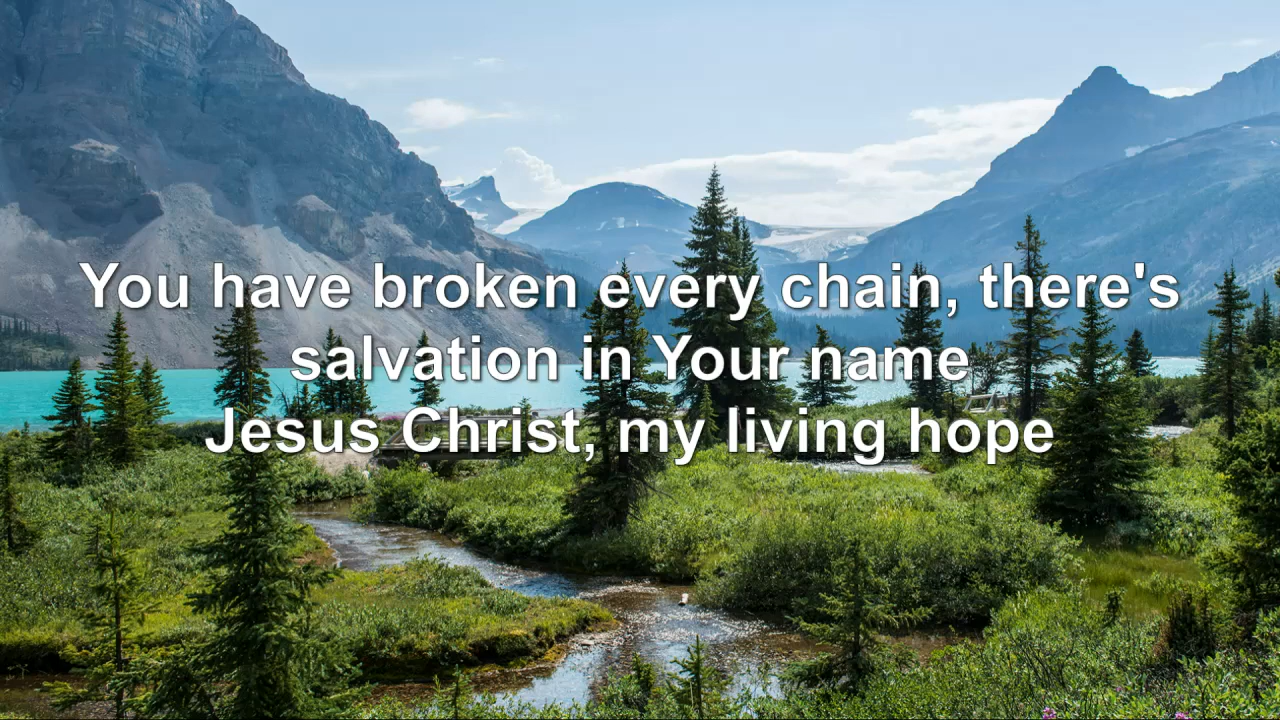 You have broken every chain, there's
salvation in Your name
Jesus Christ, my living hope